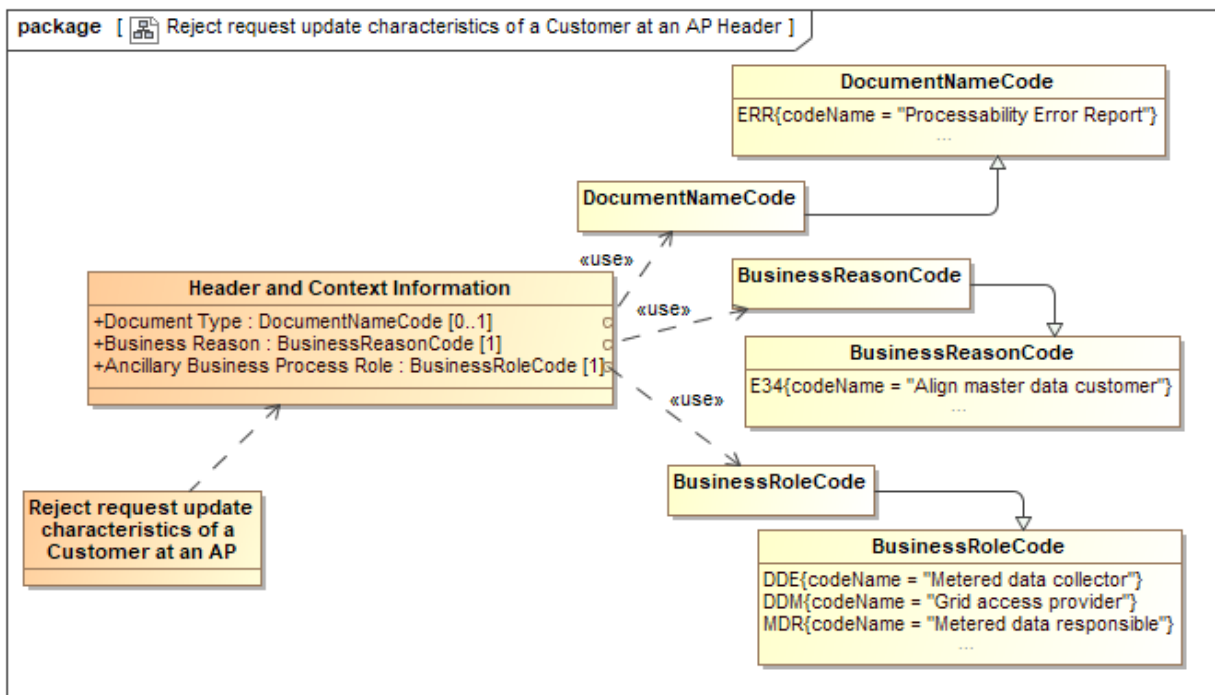 package [ Reject request update characteristics of a Customer at an AP Header ]
DocumentNameCode
ERR{codeName = "Processability Error Report"}
...
DocumentNameCode
«use»
BusinessReasonCode
«use»
Header and Context Information
+Document Type : DocumentNameCode [0..1]
+Business Reason : BusinessReasonCode [1]
+Ancillary Business Process Role : BusinessRoleCode [1]
BusinessReasonCode
E34{codeName = "Align master data customer"}
...
«use»
BusinessRoleCode
Reject request update
characteristics of a
Customer at an AP
BusinessRoleCode
DDE{codeName = "Metered data collector"}
DDM{codeName = "Grid access provider"}
MDR{codeName = "Metered data responsible"}
...